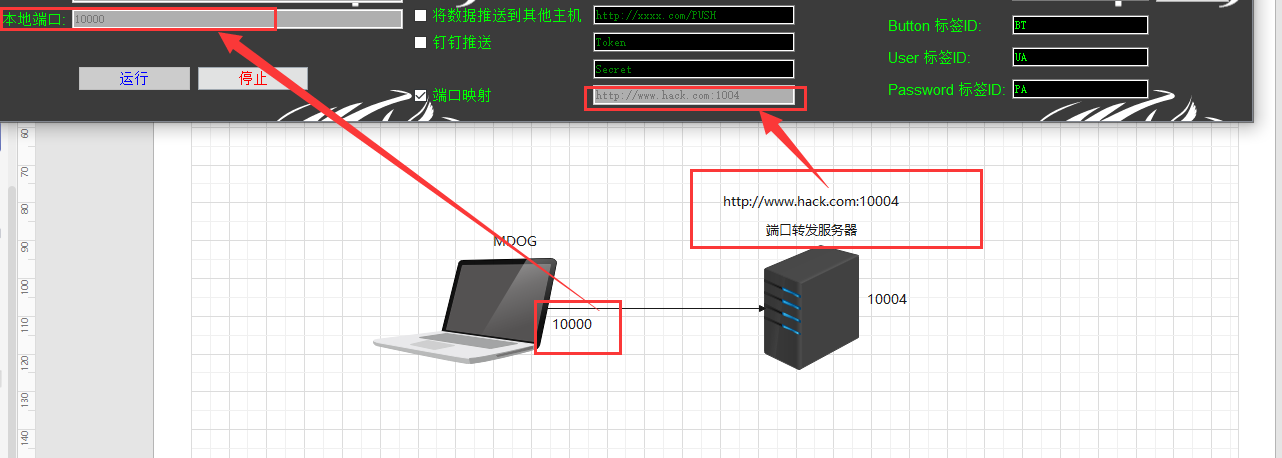 本地端口: 10000
将数据推送到其他主机 http://xxxx.com/PUSH
钉钉推送 Token
Secret
运行 停止
端口映射 http://www.hack.com:1004
Button 标签ID: BT
User 标签ID: UA
Password 标签ID: PA
60
70
80
90
100
110
120
130
140
http://www.hack.com:10004
端口转发服务器
MDOG
10000
10004